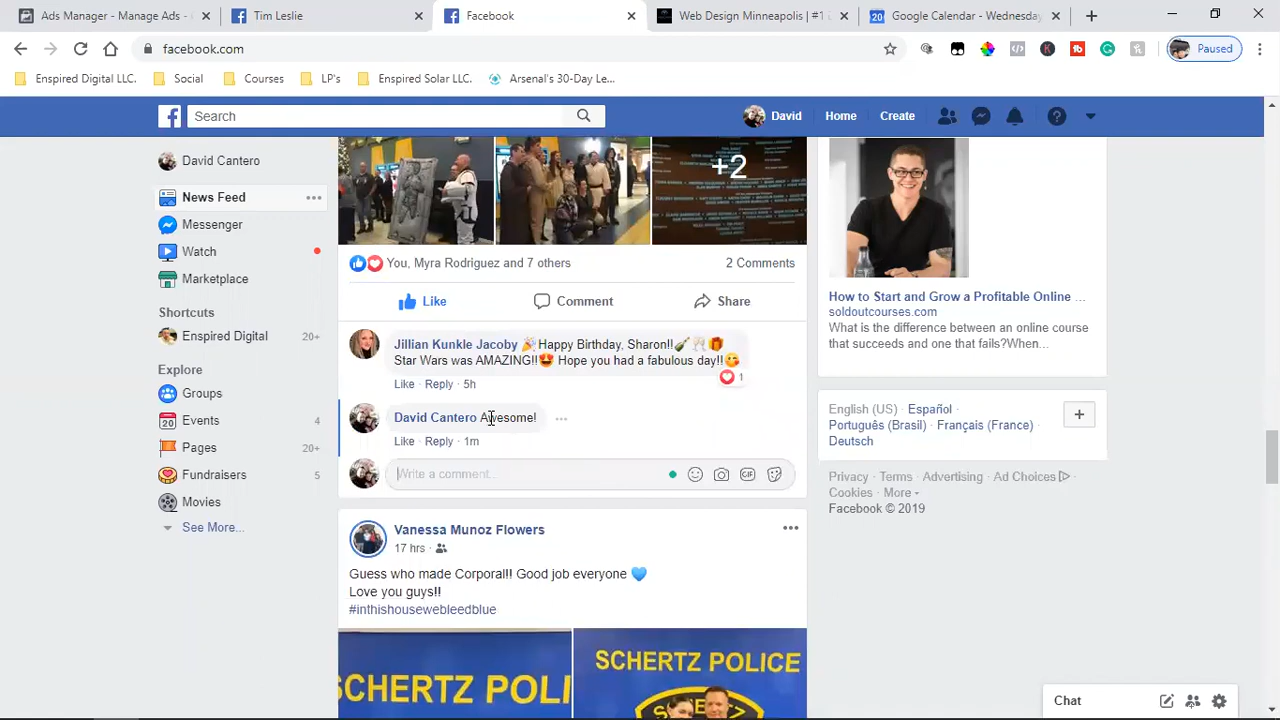 Ads Manager - Manage Ads -
Tim Leslie
Facebook
Web Design Minneapolis | #1
Google Calendar - Wednesday
facebook.com
Paused
Enspired Digital LLC.
Social
Courses
LP's
Enspired Solar LLC.
Arsenal's 30-Day Le...
Search
David
Home
Create
David Cantero
News Feed
Messenger
Watch
Marketplace
Shortcuts
Enspired Digital 20+
Explore
Groups
Events 4
Pages 20+
Fundraisers 5
Movies
See More...
+2
You, Myra Rodriguez and 7 others
2 Comments
Like
Comment
Share
Jillian Kunkle Jacoby 🎉Happy Birthday, Sharon!!🍾🥂🎁
Star Wars was AMAZING!!😍 Hope you had a fabulous day!!😋
1
Like · Reply · 5h
David Cantero Awesome!
Like · Reply · 1m
Write a comment...
GIF
Vanessa Munoz Flowers
17 hrs ·
Guess who made Corporal!! Good job everyone 💙
Love you guys!!
#inthishousewebleedblue
SCHERTZ POLI
SCHERTZ POLICE
How to Start and Grow a Profitable Online ...
soldoutcourses.com
What is the difference between an online course
that succeeds and one that fails?When...
English (US) · Español ·
Português (Brasil) · Français (France) ·
Deutsch
Privacy · Terms · Advertising · Ad Choices
Cookies · More
Facebook © 2019
Chat